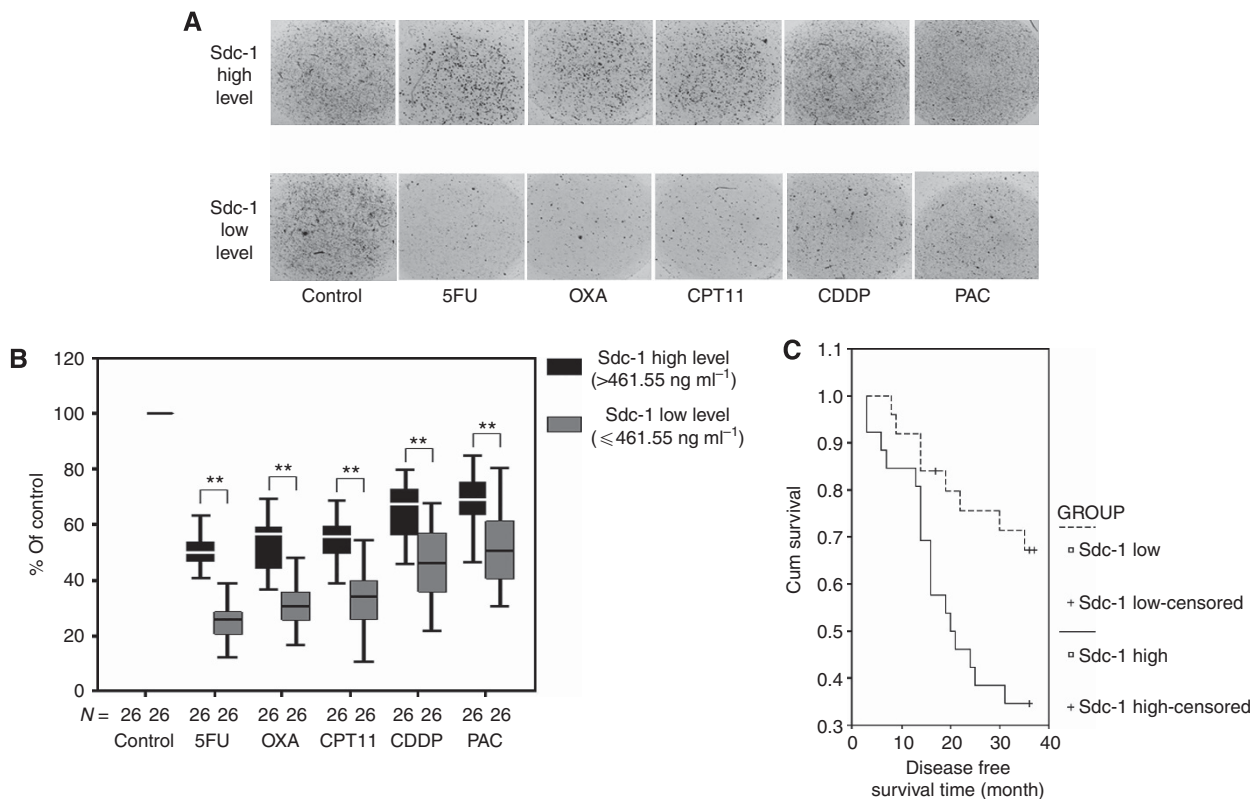 A
Sdc-1
high
level
Sdc-1
low
level
Control 5FU OXA CPT11 CDDP PAC
B
120
100
80
60
40
20
0
% Of control
** ** ** ** **
Sdc-1 high level
(>461.55 ng ml⁻¹)
Sdc-1 low level
(⩽461.55 ng ml⁻¹)
N = 26 26 26 26 26 26 26 26 26 26 26 26
Control 5FU OXA CPT11 CDDP PAC
C
1.1
1.0
0.9
0.8
0.7
0.6
0.5
0.4
0.3
Cum survival
0 10 20 30 40
Disease free
survival time (month)
GROUP
Sdc-1 low
+ Sdc-1 low-censored
Sdc-1 high
+ Sdc-1 high-censored